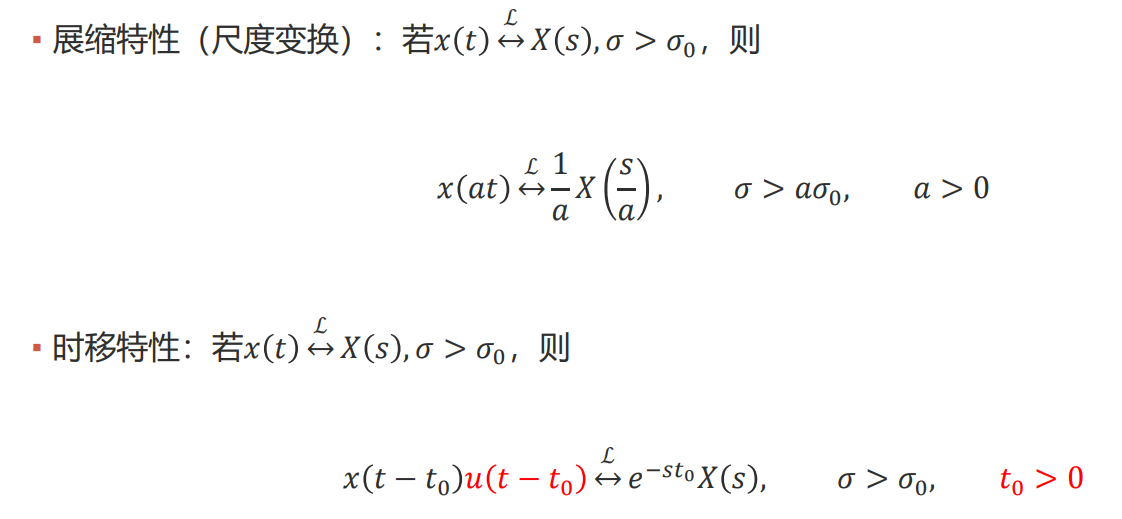 ▪ 展缩特性（尺度变换）：若x(t) ℒ↔ X(s), σ > σ₀，则
x(at) ℒ↔ 1/a X(s/a), σ > aσ₀, a > 0
▪ 时移特性：若x(t) ℒ↔ X(s), σ > σ₀，则
x(t − t₀)u(t − t₀) ℒ↔ e^{−st₀}X(s), σ > σ₀, t₀ > 0